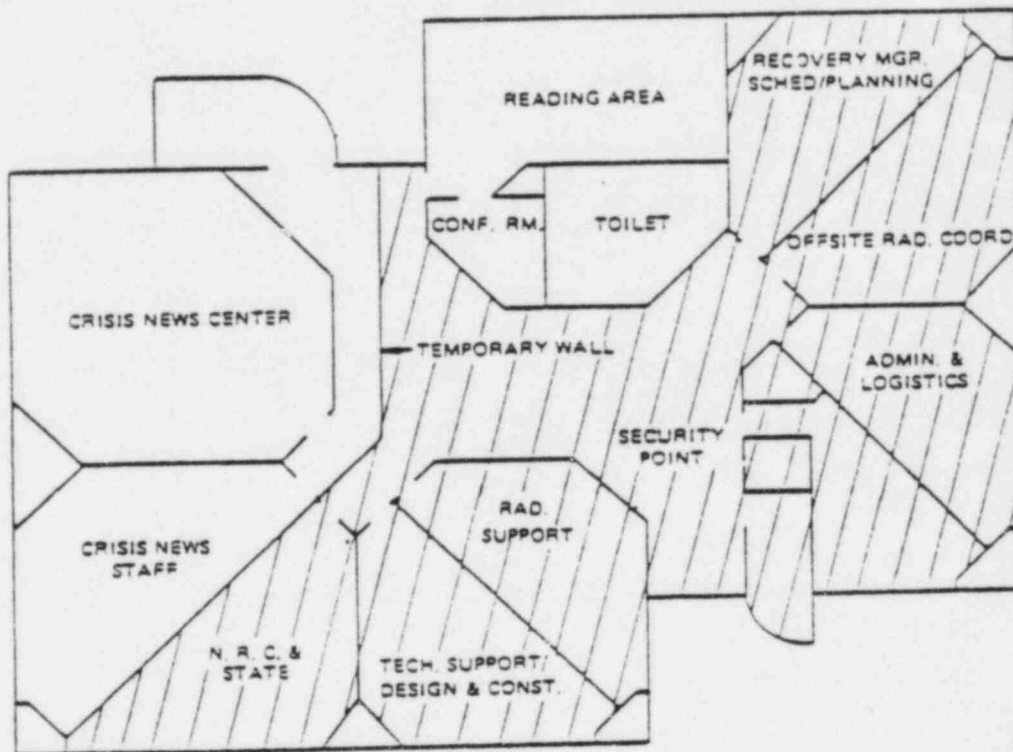 RECOVERY MGR.
SCHED/PLANNING
READING AREA
CONF. RM.
TOILET
OFFSITE RAD. COORD
CRISIS NEWS CENTER
TEMPORARY WALL
ADMIN. &
LOGISTICS
SECURITY
POINT
RAD.
SUPPORT
CRISIS NEWS
STAFF
N. R. C. &
STATE
TECH. SUPPORT/
DESIGN & CONST.